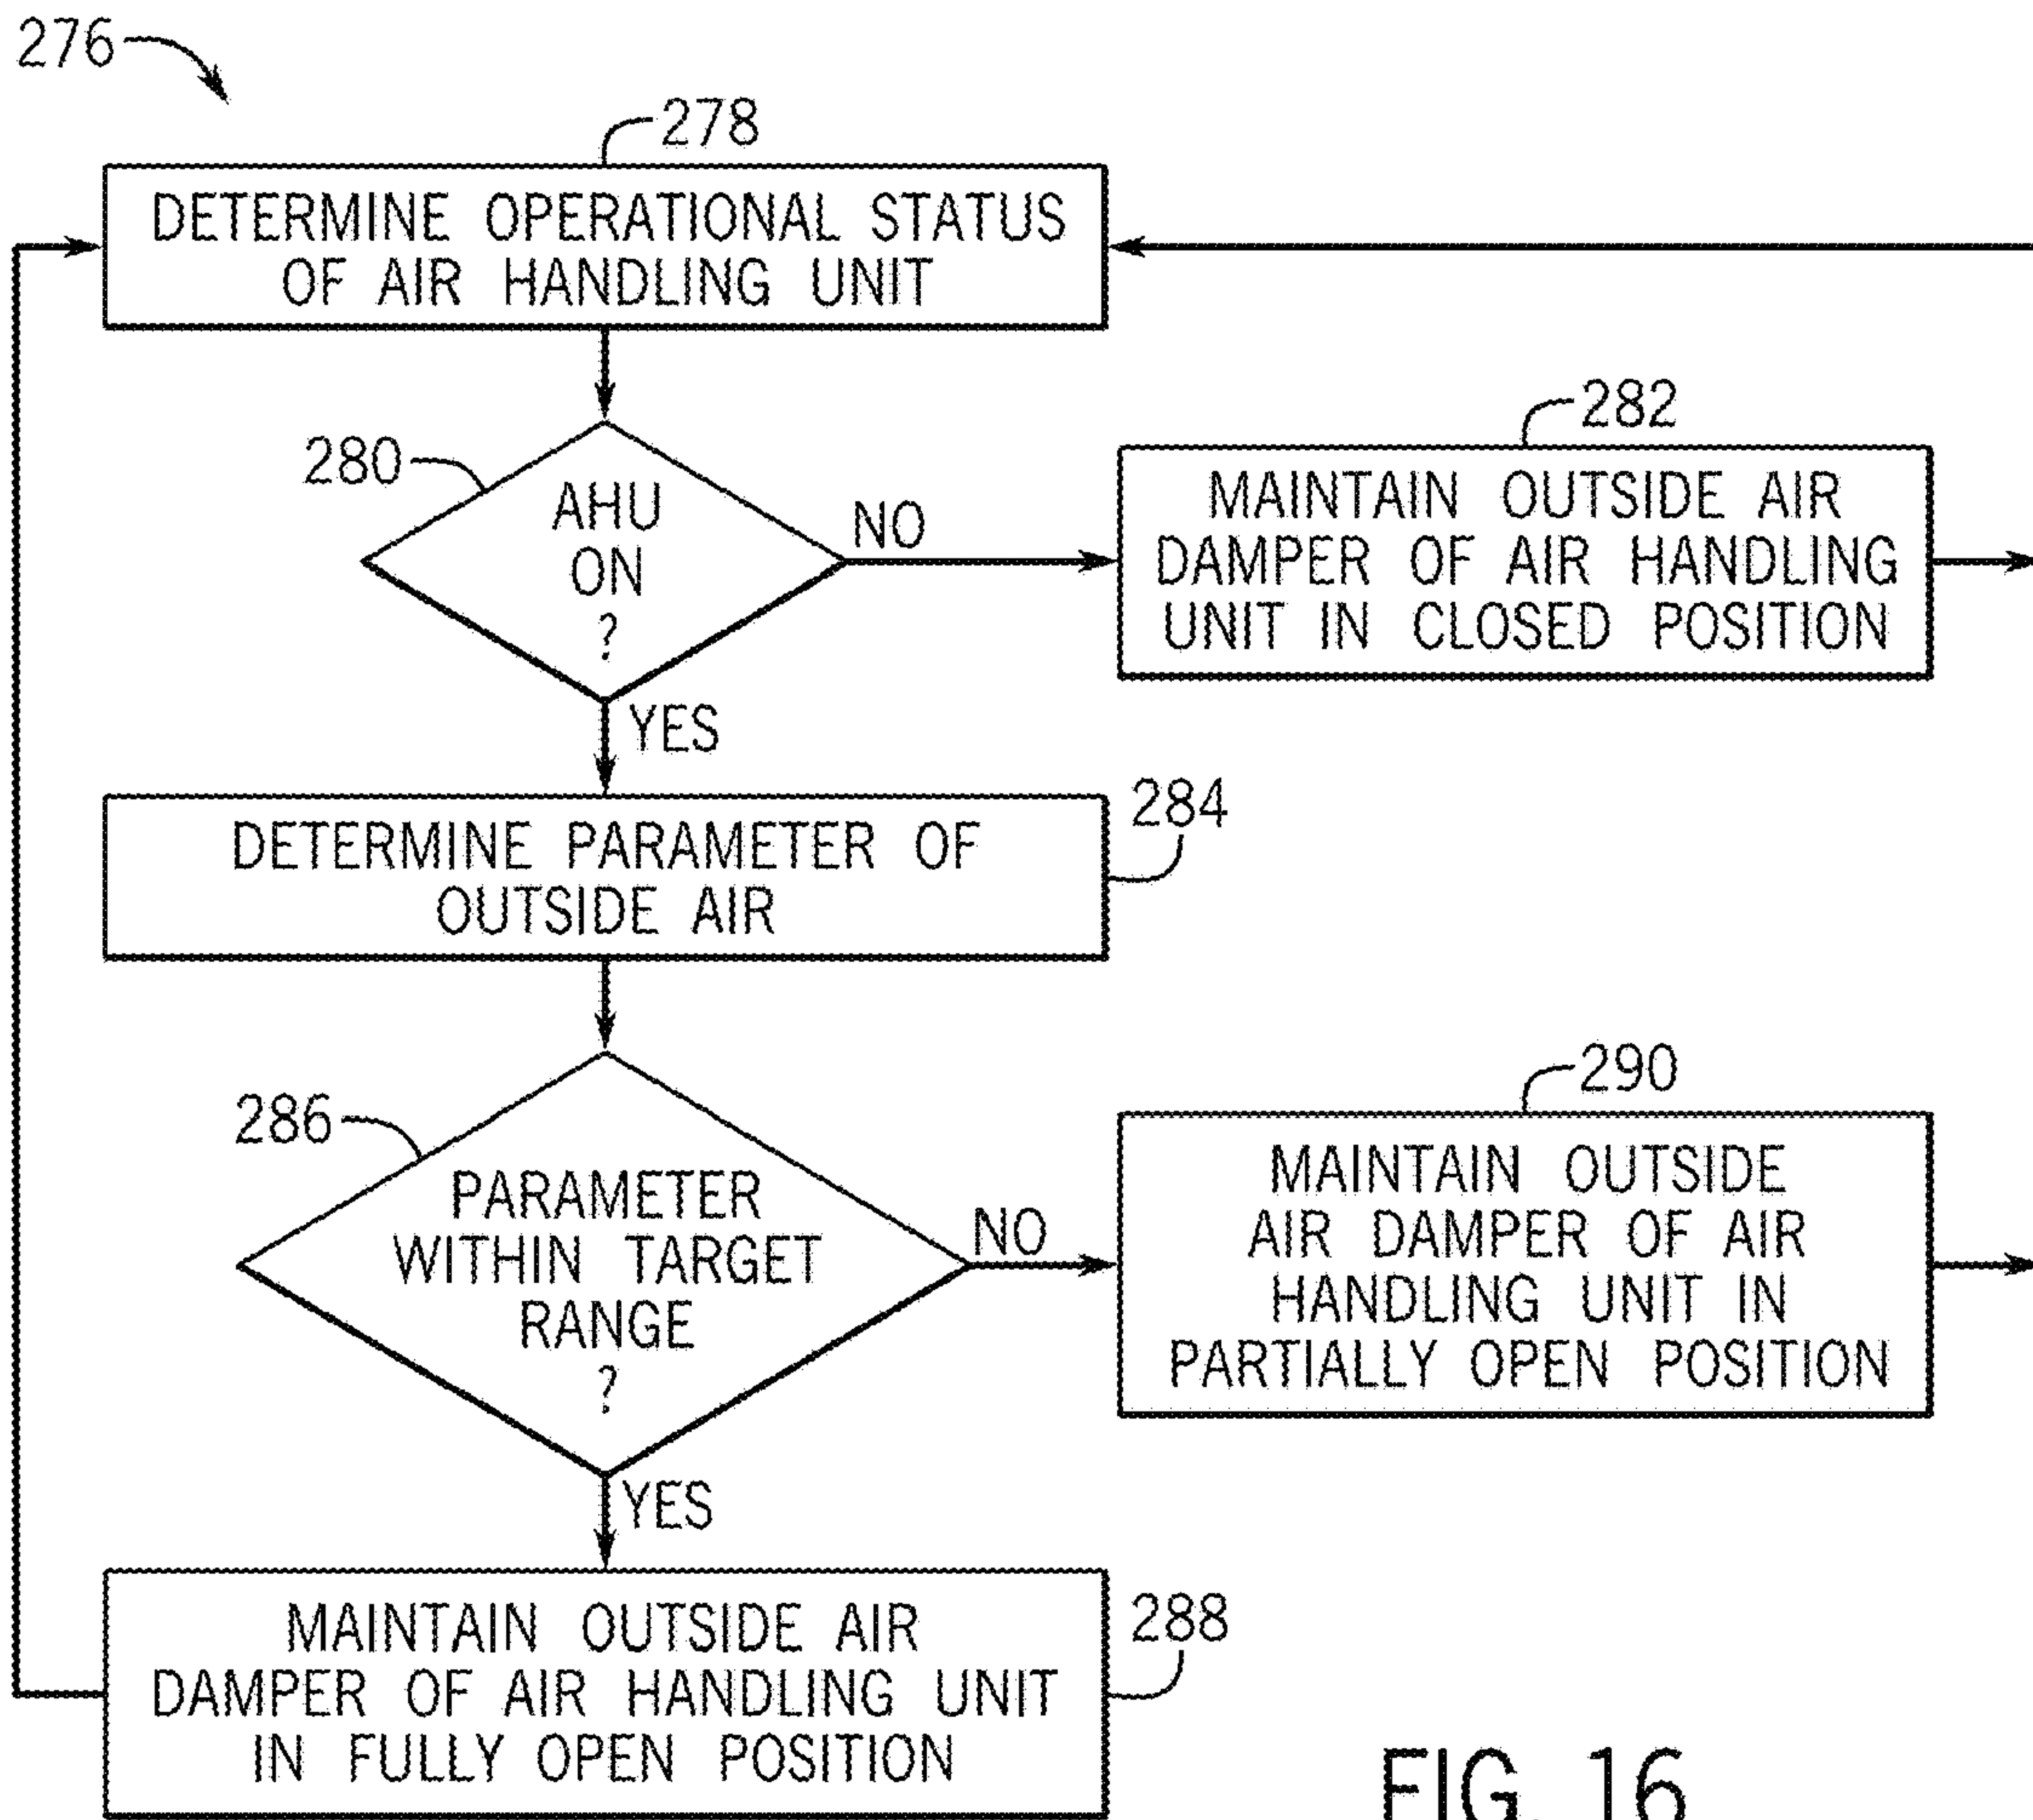 276
278
DETERMINE OPERATIONAL STATUS
OF AIR HANDLING UNIT
280
AHU
ON
?
NO
282
MAINTAIN OUTSIDE AIR
DAMPER OF AIR HANDLING
UNIT IN CLOSED POSITION
YES
284
DETERMINE PARAMETER OF
OUTSIDE AIR
286
PARAMETER
WITHIN TARGET
RANGE
?
NO
290
MAINTAIN OUTSIDE
AIR DAMPER OF AIR
HANDLING UNIT IN
PARTIALLY OPEN POSITION
YES
288
MAINTAIN OUTSIDE AIR
DAMPER OF AIR HANDLING UNIT
IN FULLY OPEN POSITION
FIG. 16